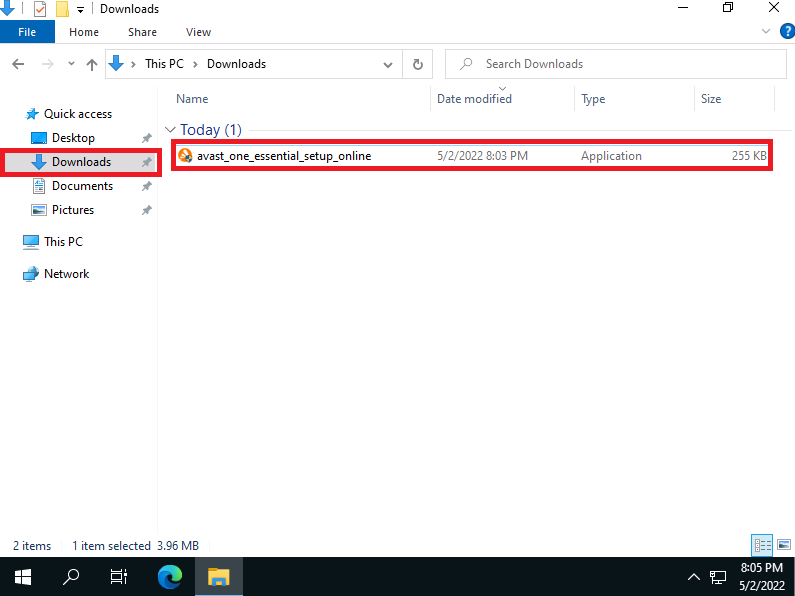 Downloads
File Home Share View
This PC > Downloads Search Downloads
Name Date modified Type Size
Quick access
Today (1)
Desktop
avast_one_essential_setup_online 5/2/2022 8:03 PM Application 255 KB
Downloads
Documents
Pictures
This PC
Network
2 items 1 item selected 3.96 MB
8:05 PM
5/2/2022